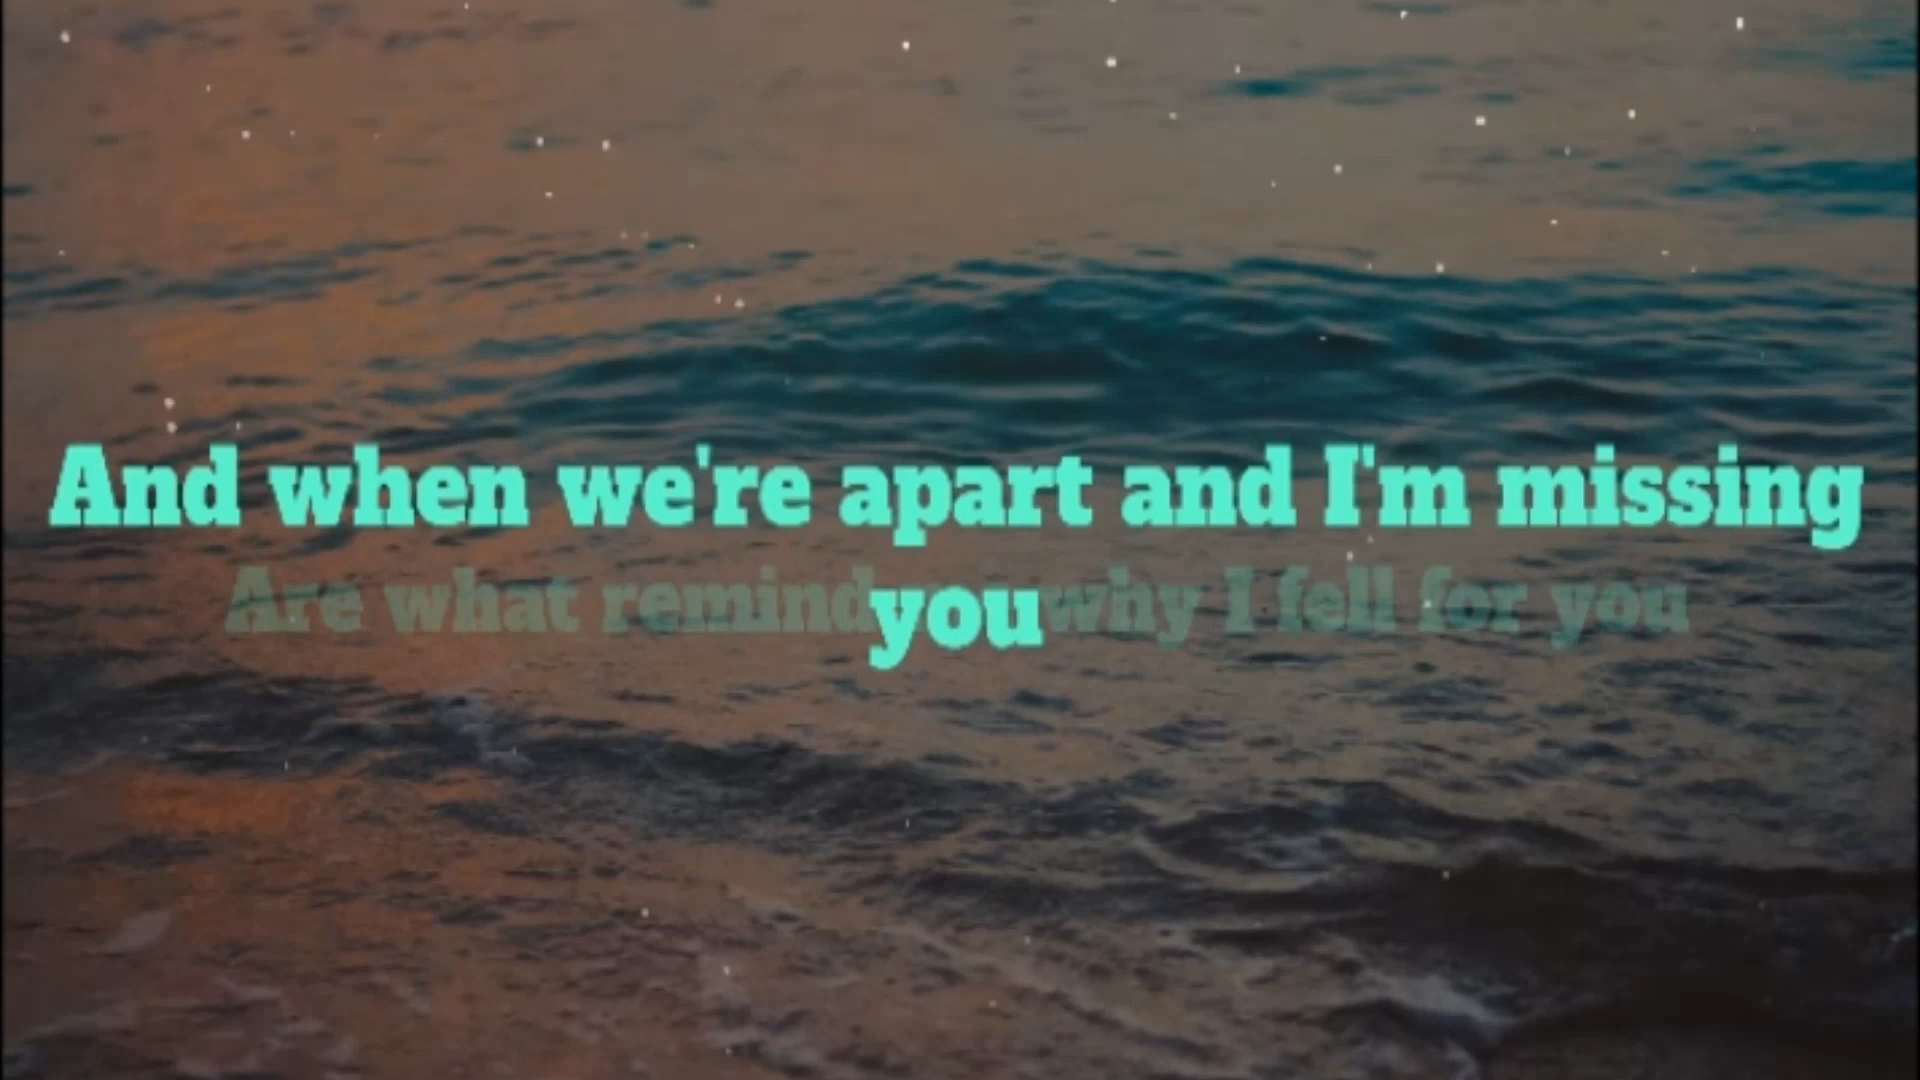 And when we're apart and I'm missing
you
Are what remind why I fell for you